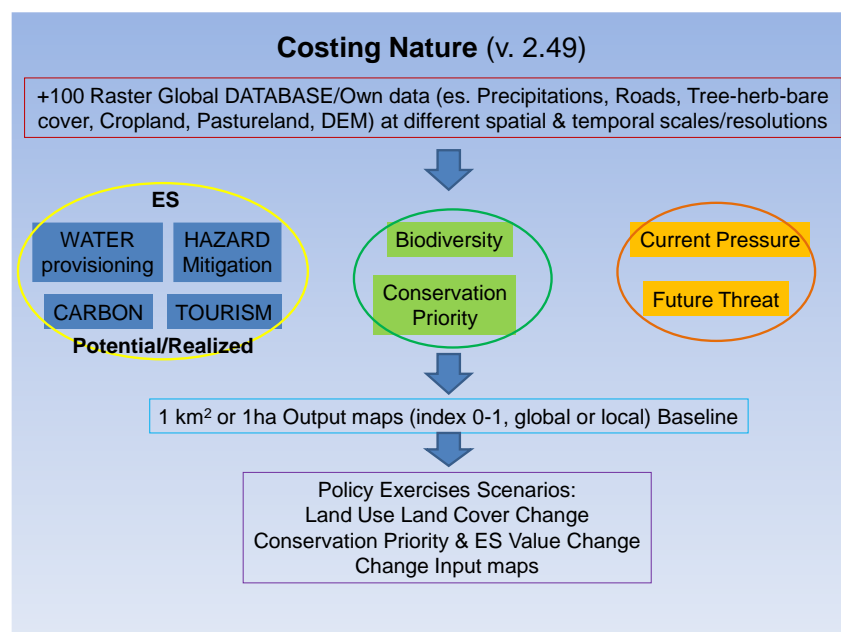 Costing Nature (v. 2.49)
+100 Raster Global DATABASE/Own data (es. Precipitations, Roads, Tree-herb-bare
cover, Cropland, Pastureland, DEM) at different spatial & temporal scales/resolutions
ES
WATER
provisioning
HAZARD
Mitigation
CARBON
TOURISM
Potential/Realized
Biodiversity
Conservation
Priority
Current Pressure
Future Threat
1 km² or 1ha Output maps (index 0-1, global or local) Baseline
Policy Exercises Scenarios:
Land Use Land Cover Change
Conservation Priority & ES Value Change
Change Input maps